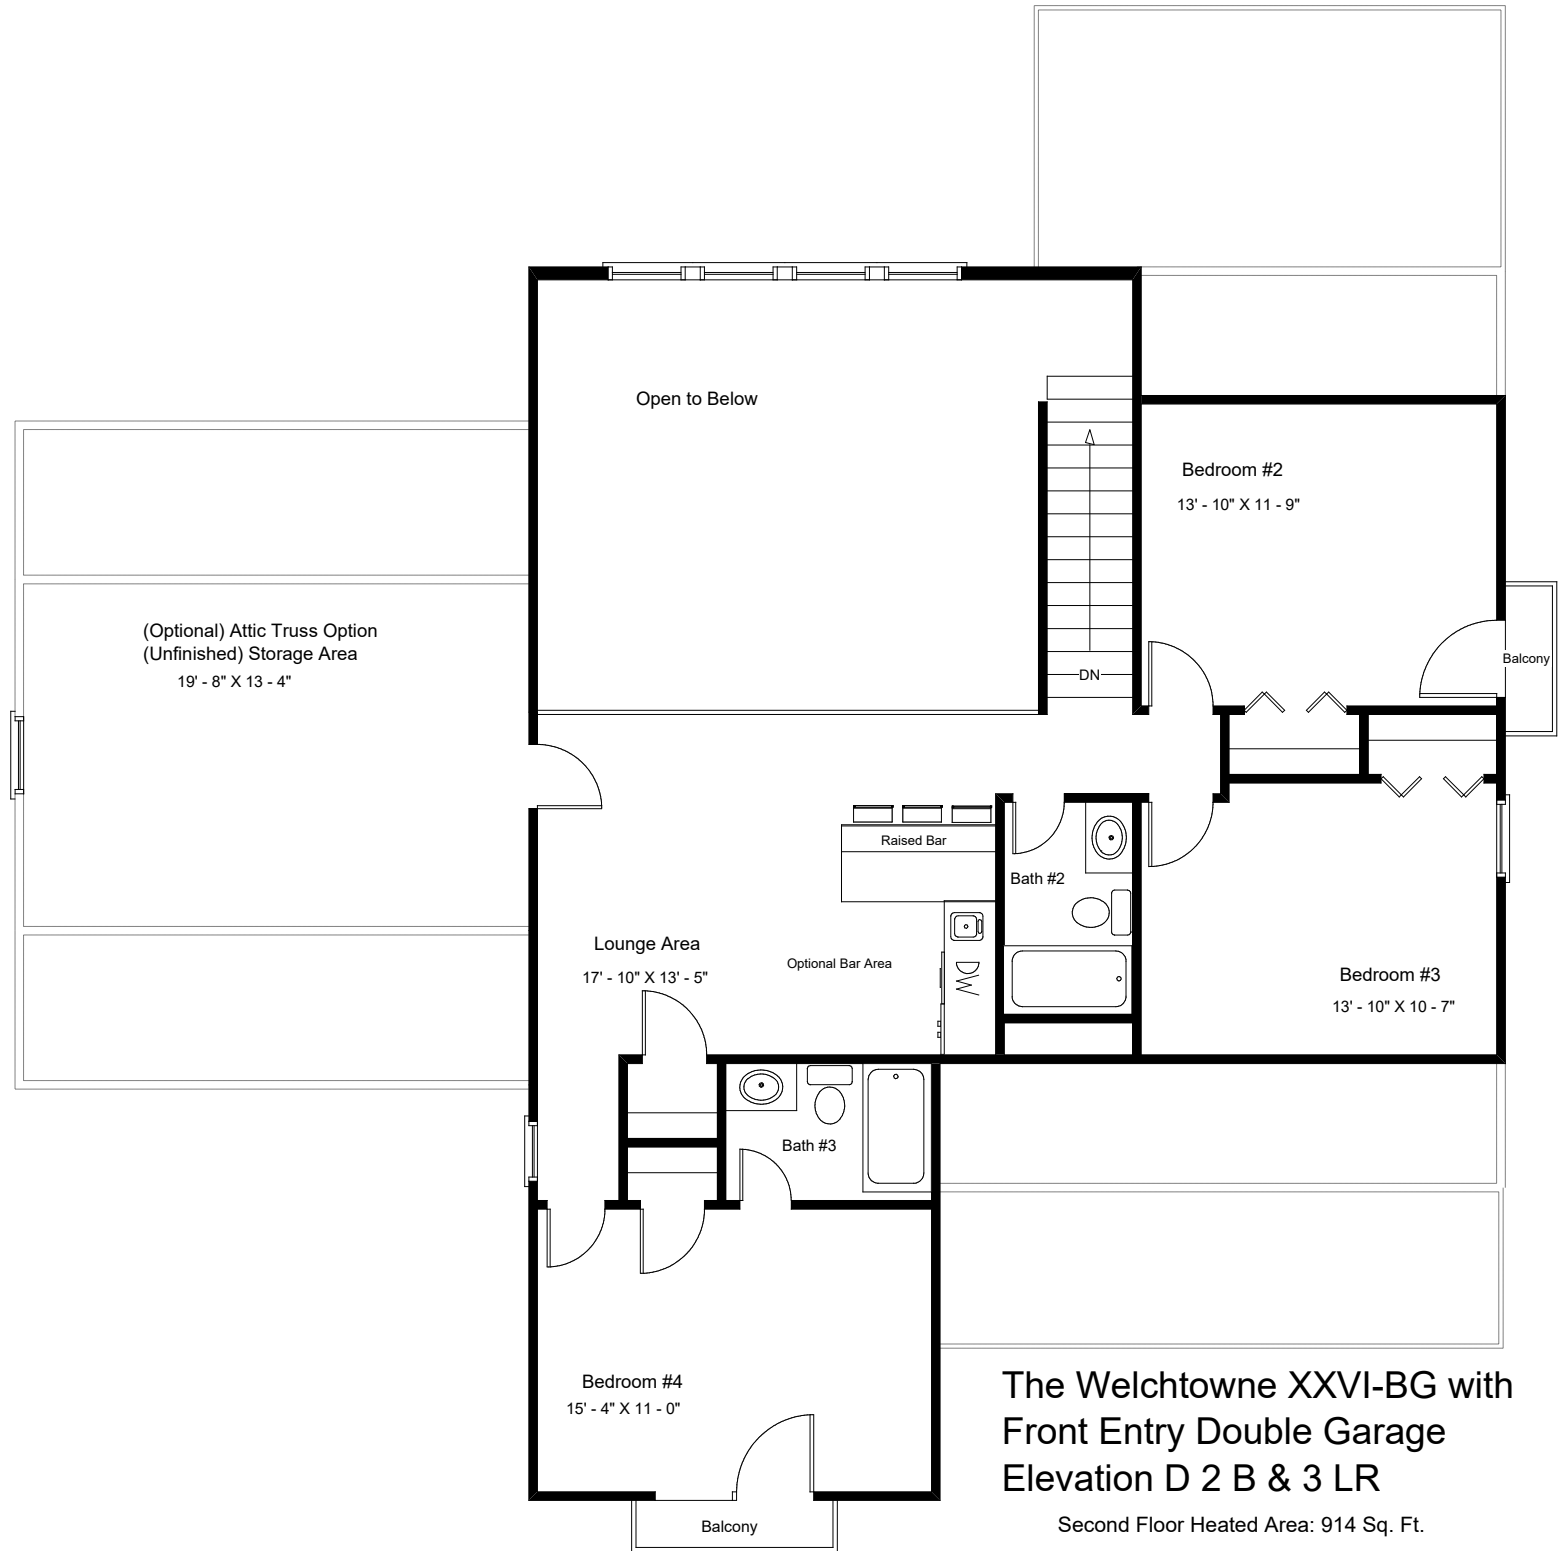 Open to Below
Bedroom #2
13' - 10" X 11 - 9"
(Optional) Attic Truss Option
(Unfinished) Storage Area
19' - 8" X 13 - 4"
Balcony
DN
Raised Bar
Bath #2
Lounge Area
17' - 10" X 13' - 5"
Optional Bar Area
DW
Bedroom #3
13' - 10" X 10 - 7"
Bath #3
Bedroom #4
15' - 4" X 11 - 0"
Balcony
The Welchtowne XXVI-BG with
Front Entry Double Garage
Elevation D 2 B & 3 LR
Second Floor Heated Area: 914 Sq. Ft.